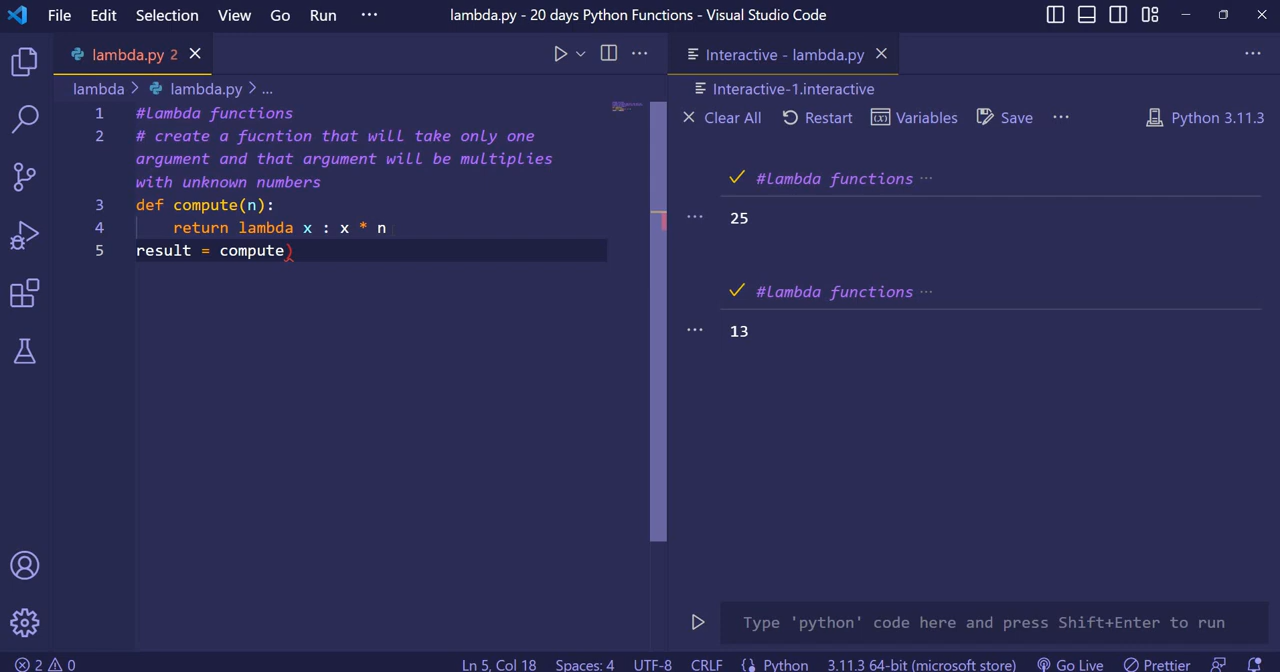 File Edit Selection View Go Run ··· lambda.py - 20 days Python Functions - Visual Studio Code
lambda.py 2
lambda > lambda.py > ...
1 #lambda functions
2 # create a fucntion that will take only one
argument and that argument will be multiplies
with unknown numbers
3 def compute(n):
4 return lambda x : x * n
5 result = compute)
Interactive - lambda.py
Interactive-1.interactive
Clear All Restart Variables Save ··· Python 3.11.3
#lambda functions ···
25
#lambda functions ···
13
Type 'python' code here and press Shift+Enter to run
2 0 Ln 5, Col 18 Spaces: 4 UTF-8 CRLF Python 3.11.3 64-bit (microsoft store) Go Live Prettier